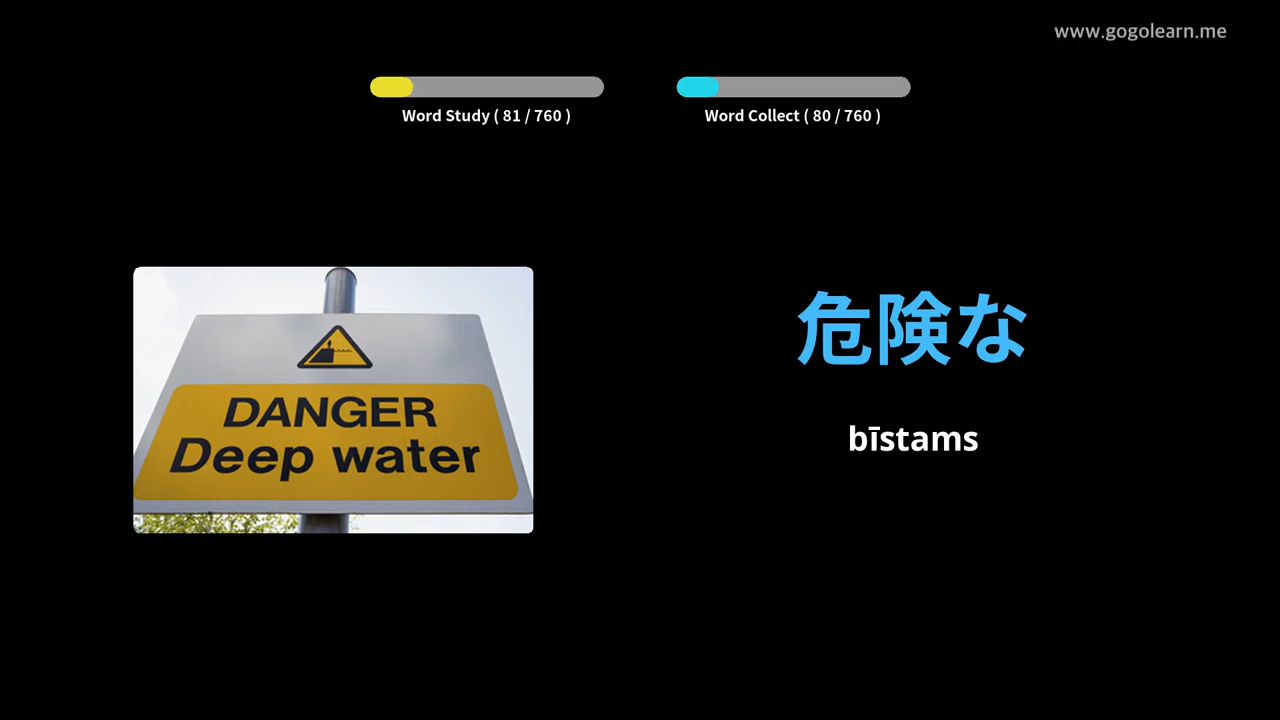 www.gogolearn.me
Word Study ( 81 / 760 )
Word Collect ( 80 / 760 )
DANGER
Deep water
危険な
bīstams